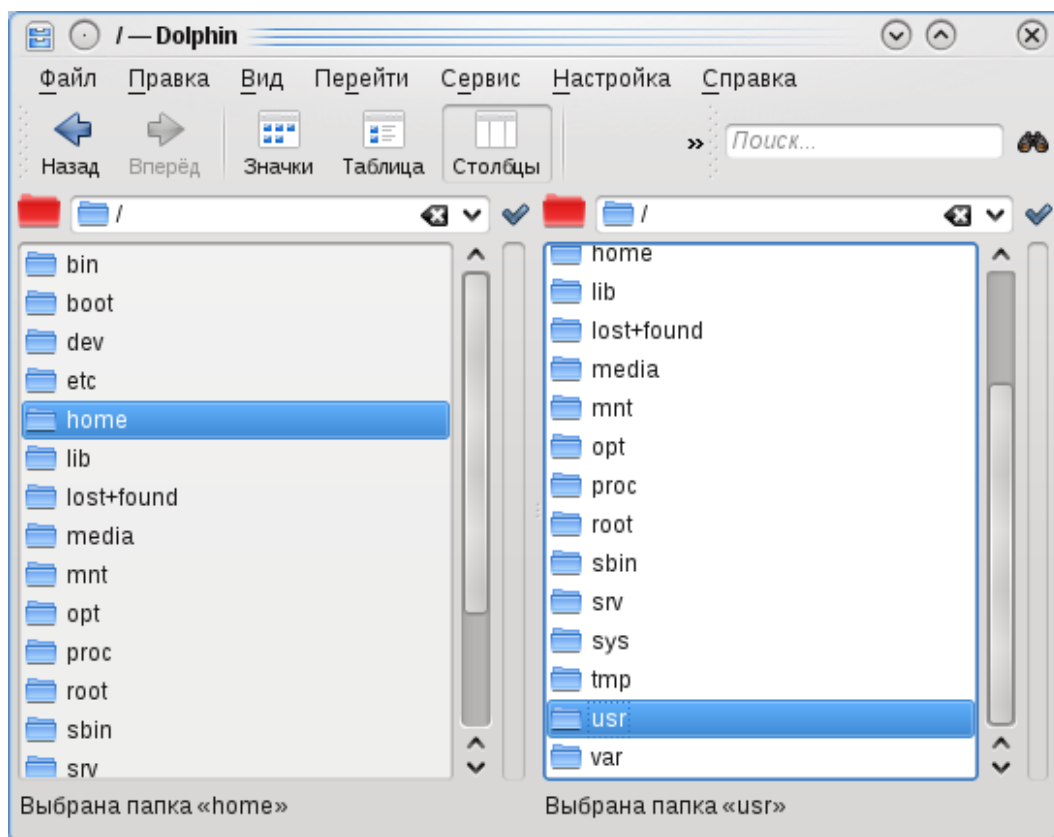 / — Dolphin
Файл Правка Вид Перейти Сервис Настройка Справка
Назад Вперёд Значки Таблица Столбцы » Поиск...
/
bin
boot
dev
etc
home
lib
lost+found
media
mnt
opt
proc
root
sbin
srv
Выбрана папка «home»
/
home
lib
lost+found
media
mnt
opt
proc
root
sbin
srv
sys
tmp
usr
var
Выбрана папка «usr»